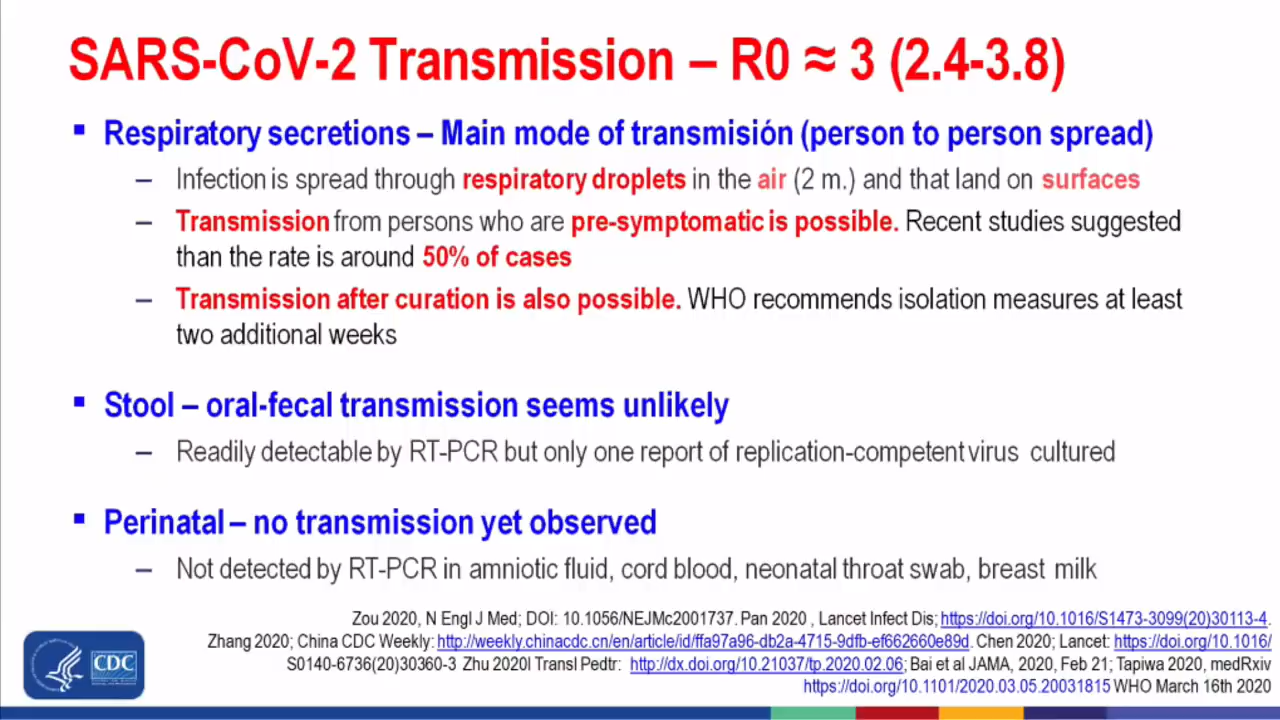 SARS-CoV-2 Transmission – R0 ≈ 3 (2.4-3.8)
▪ Respiratory secretions – Main mode of transmisión (person to person spread)
– Infection is spread through respiratory droplets in the air (2 m.) and that land on surfaces
– Transmission from persons who are pre-symptomatic is possible. Recent studies suggested
than the rate is around 50% of cases
– Transmission after curation is also possible. WHO recommends isolation measures at least
two additional weeks
▪ Stool – oral-fecal transmission seems unlikely
– Readily detectable by RT-PCR but only one report of replication-competent virus cultured
▪ Perinatal – no transmission yet observed
– Not detected by RT-PCR in amniotic fluid, cord blood, neonatal throat swab, breast milk
Zou 2020, N Engl J Med; DOI: 10.1056/NEJMc2001737. Pan 2020 , Lancet Infect Dis; https://doi.org/10.1016/S1473-3099(20)30113-4.
Zhang 2020; China CDC Weekly: http://weekly.chinacdc.cn/en/article/id/ffa97a96-db2a-4715-9dfb-ef662660e89d. Chen 2020; Lancet: https://doi.org/10.1016/
S0140-6736(20)30360-3 Zhu 2020l Transl Pedtr: http://dx.doi.org/10.21037/tp.2020.02.06; Bai et al JAMA, 2020, Feb 21; Tapiwa 2020, medRxiv
https://doi.org/10.1101/2020.03.05.20031815 WHO March 16th 2020
CDC